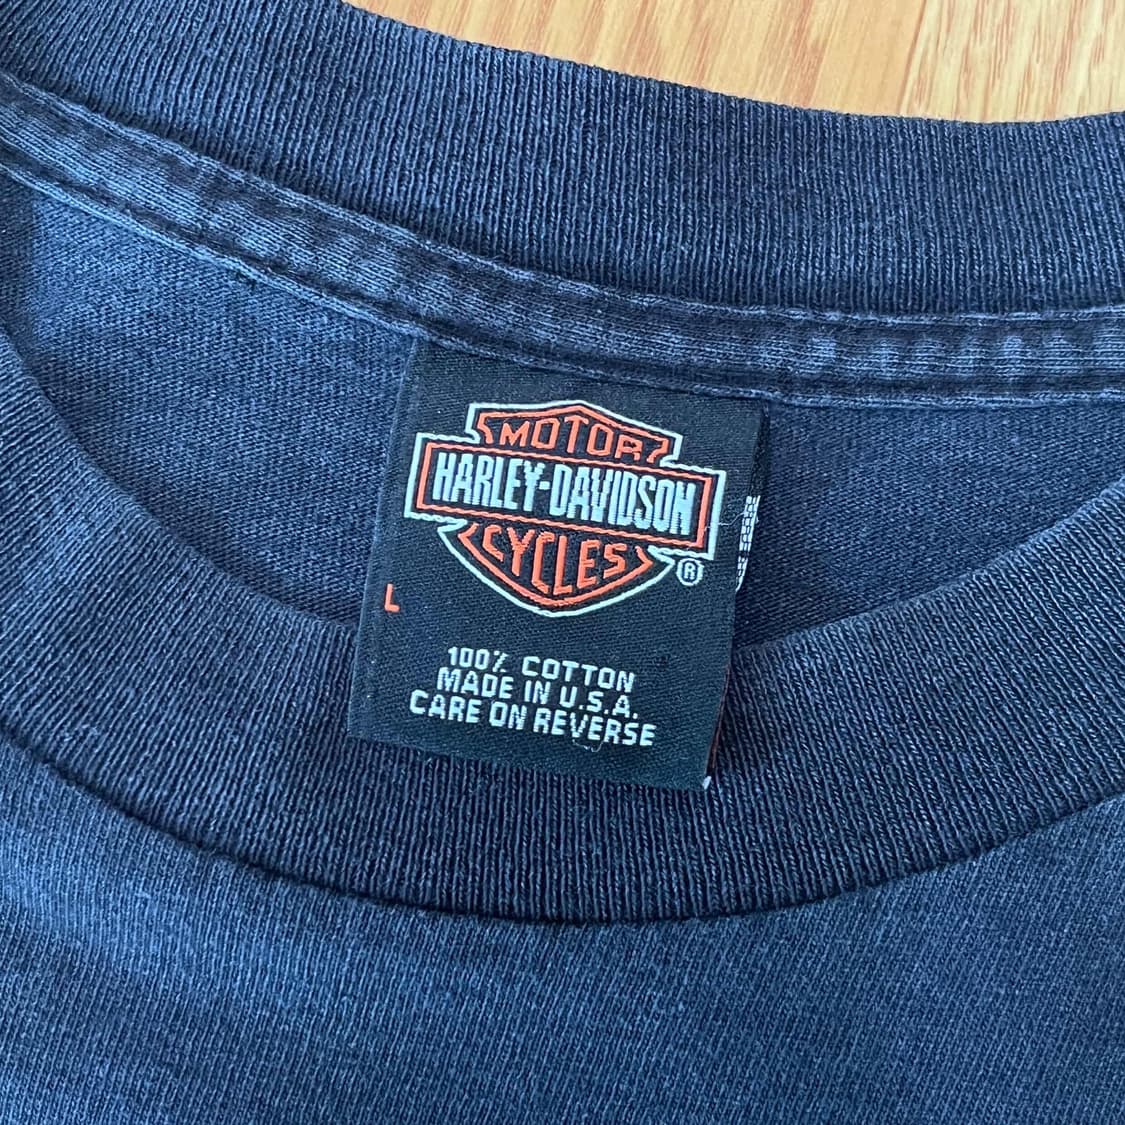 MOTOR
HARLEY-DAVIDSON
CYCLES
®
L
100% COTTON
MADE IN U.S.A.
CARE ON REVERSE